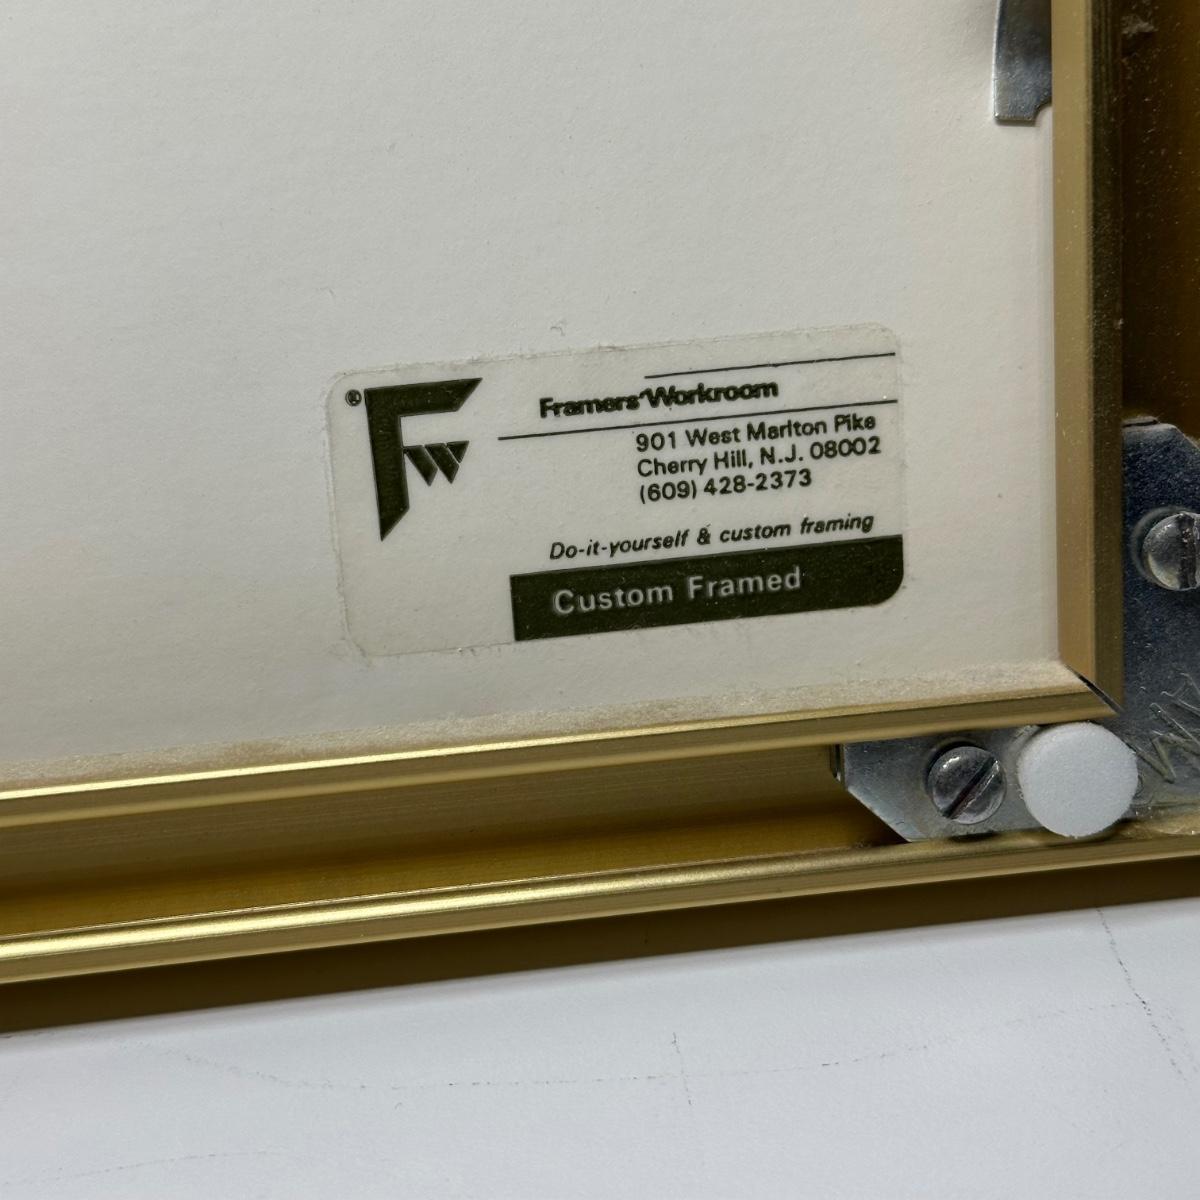 ® FW
Framers' Workroom
901 West Marlton Pike
Cherry Hill, N.J. 08002
(609) 428-2373
Do-it-yourself & custom framing
Custom Framed